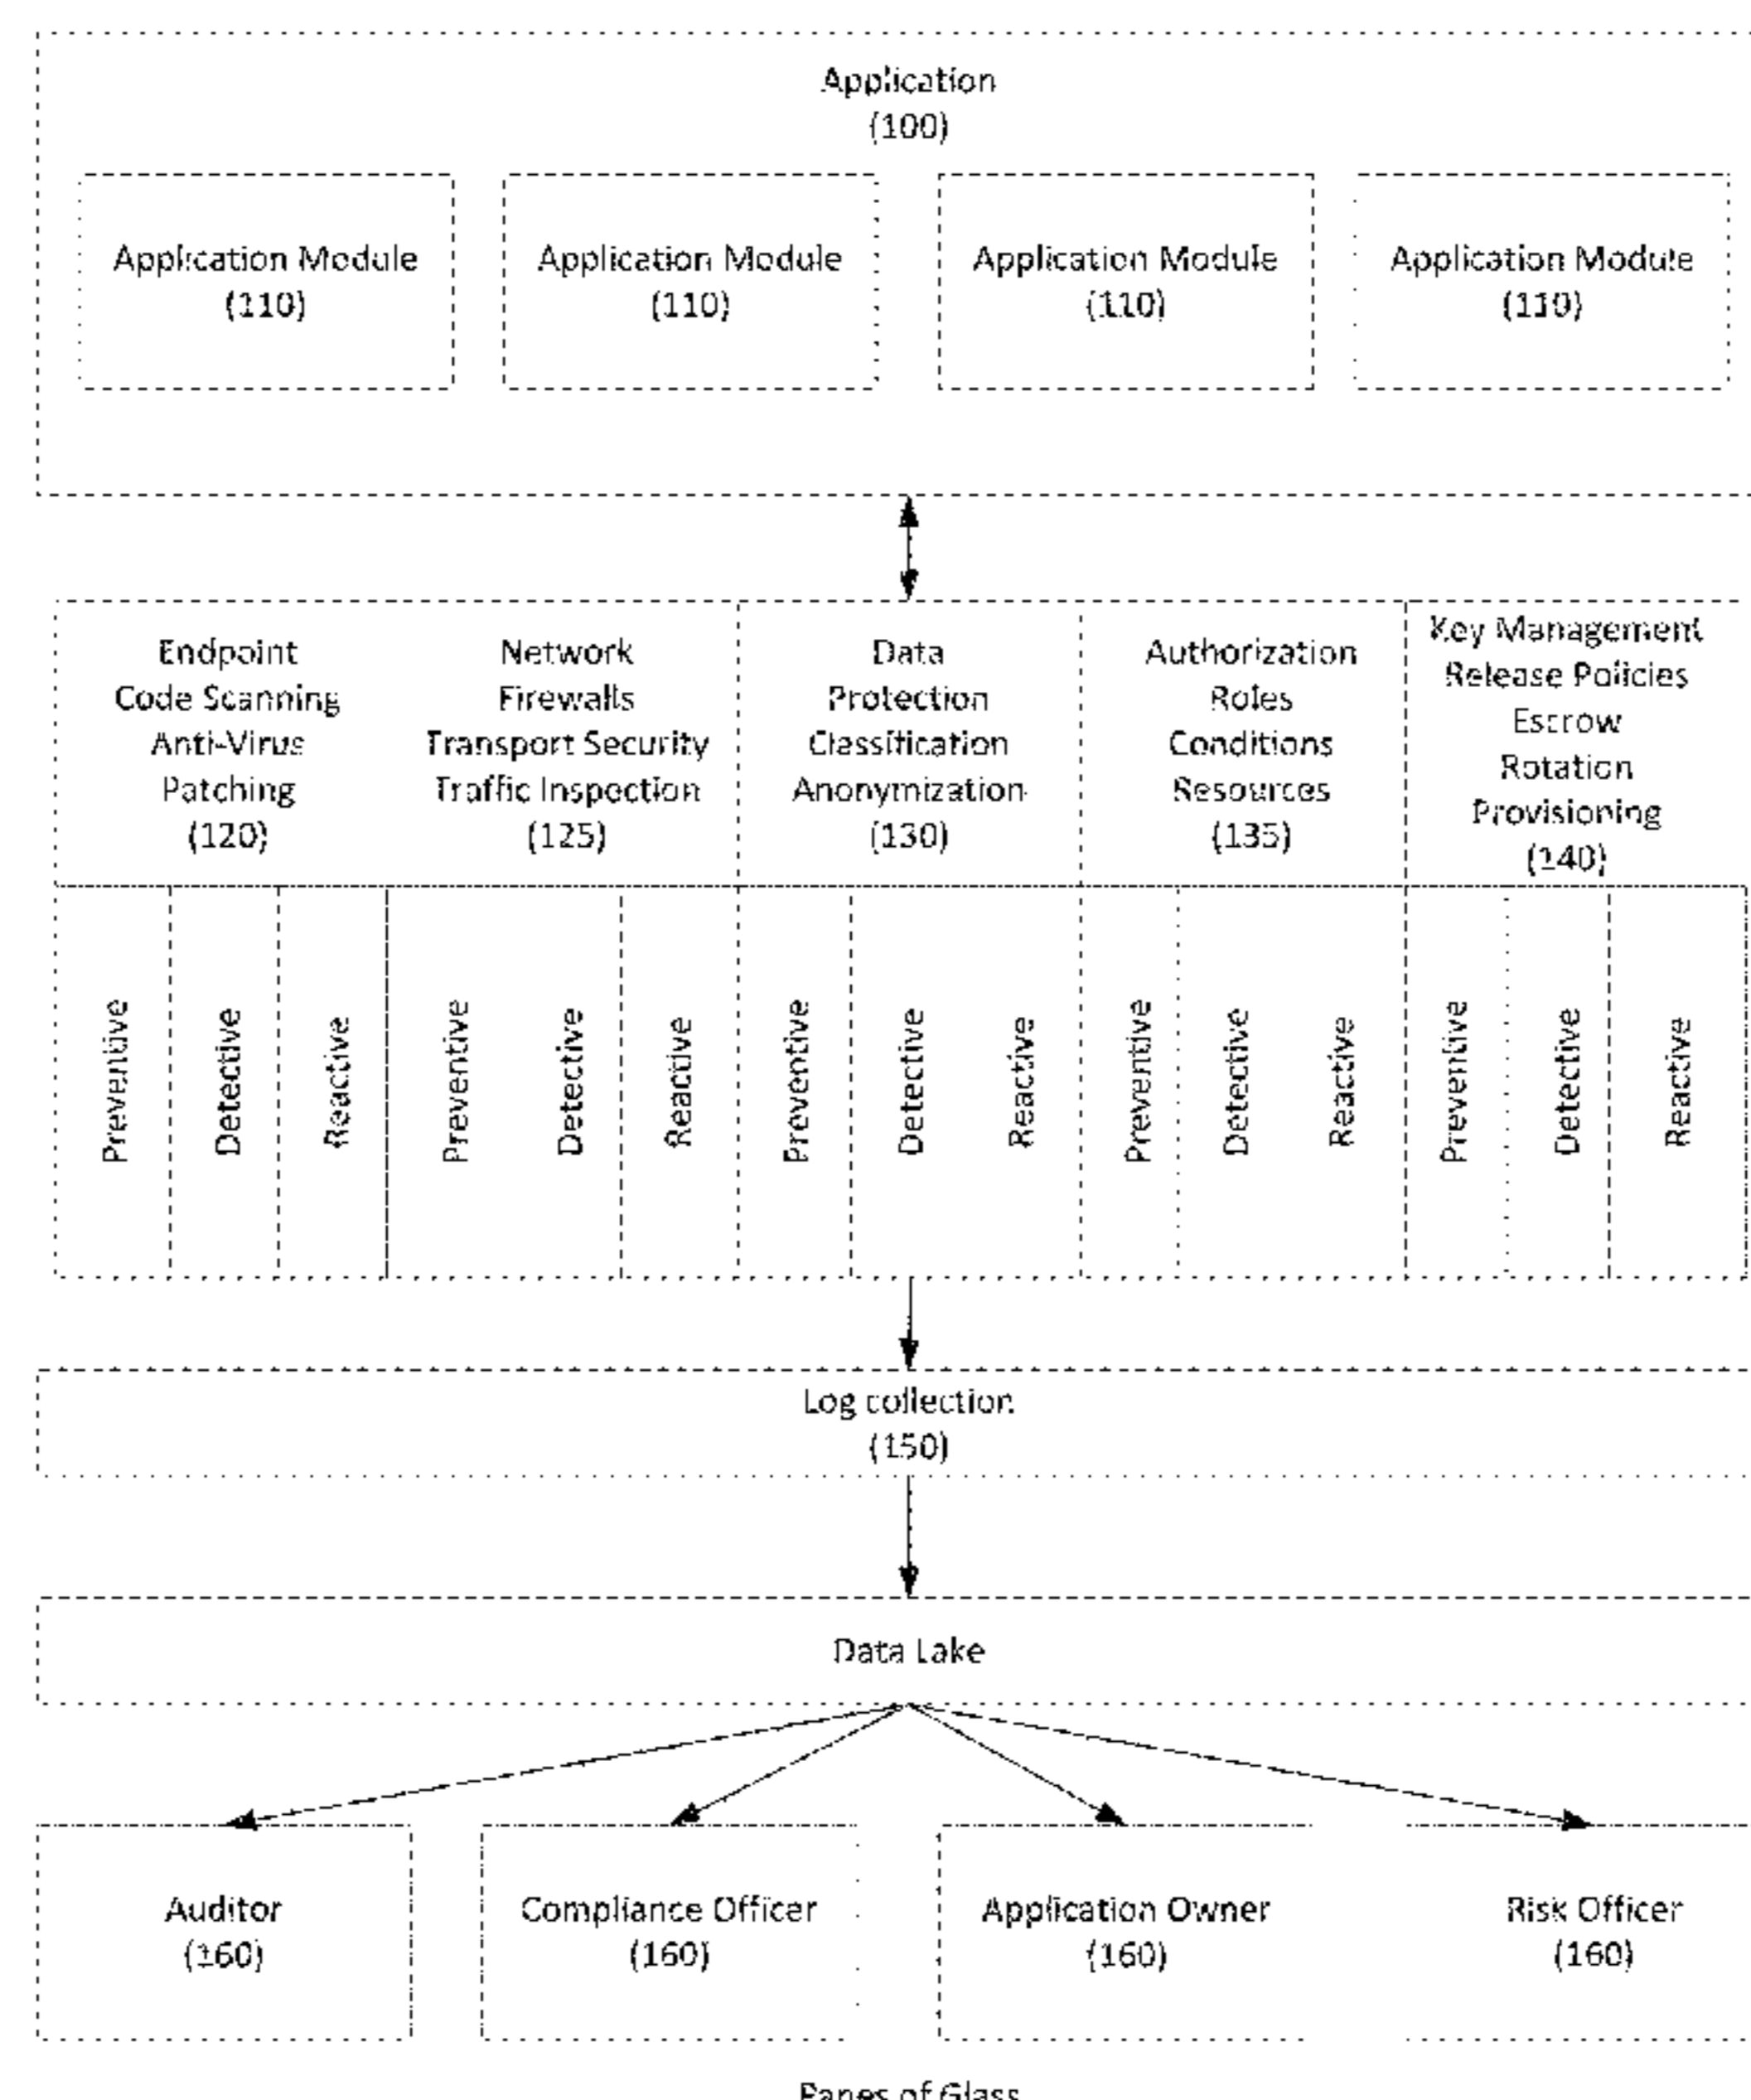 Application
(100)
Application Module
(110)
Application Module
(110)
Application Module
(110)
Application Module
(110)
Endpoint
Code Scanning
Anti-Virus
Patching
(120)
Network
Firewalls
Transport Security
Traffic Inspection
(125)
Data
Protection
Classification
Anonymization
(130)
Authorization
Roles
Conditions
Resources
(135)
Key Management
Release Policies
Escrow
Rotation
Provisioning
(140)
Preventive
Detective
Reactive
Preventive
Detective
Reactive
Preventive
Detective
Reactive
Preventive
Detective
Reactive
Preventive
Detective
Reactive
Log collection
(150)
Data Lake
Auditor
(160)
Compliance Officer
(160)
Application Owner
(160)
Risk Officer
(160)
Panes of Glass